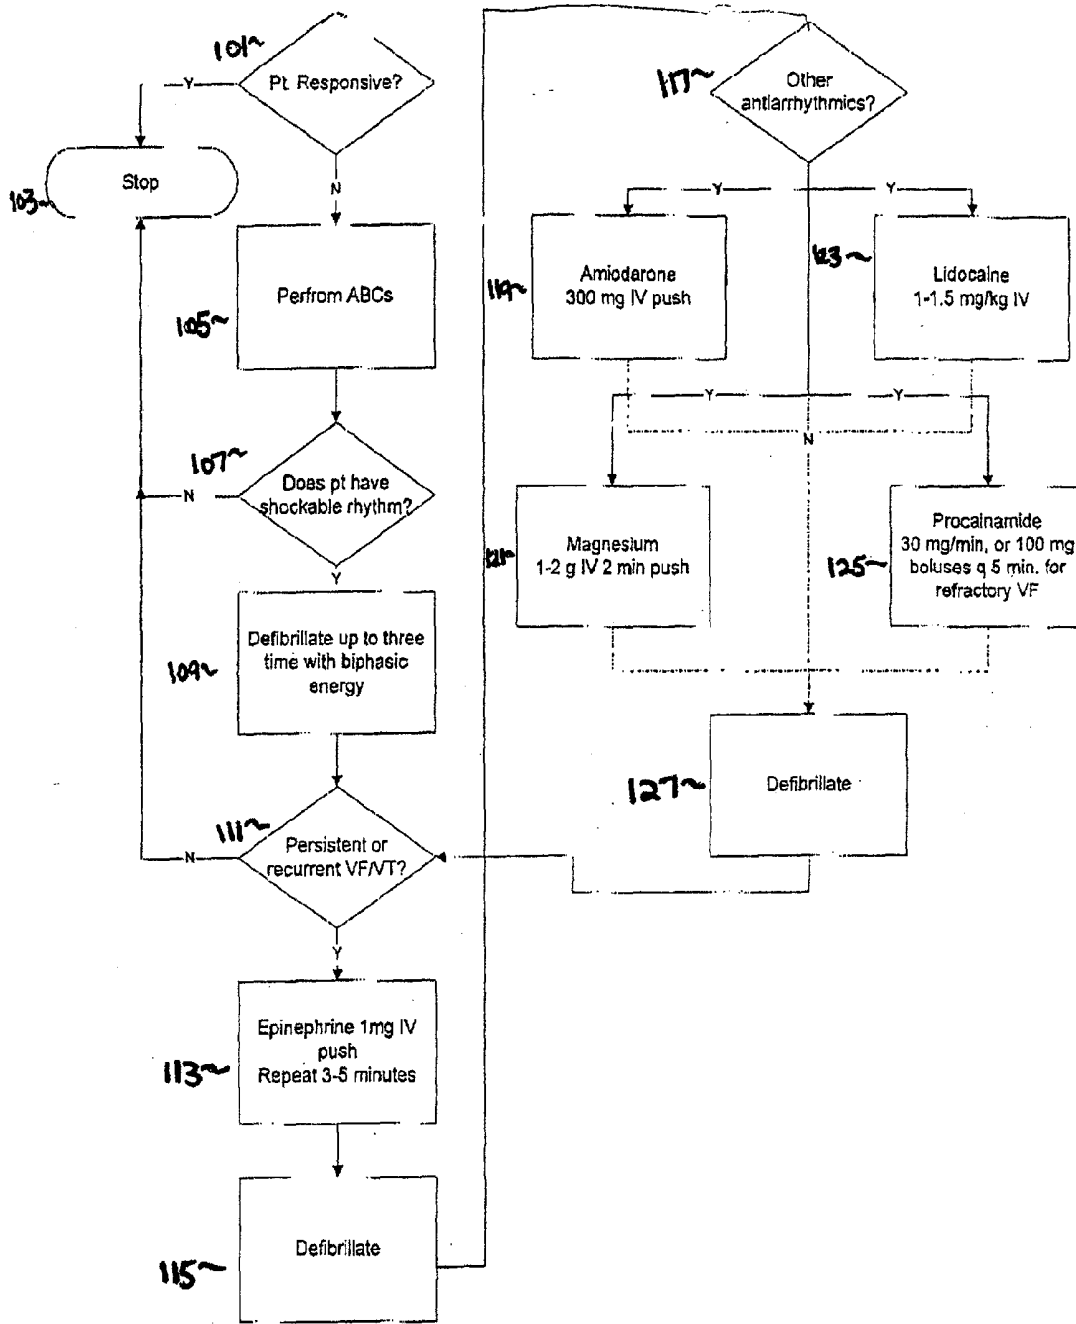 101~
Pt. Responsive?
Y
N
103~
Stop
105~
Perfrom ABCs
107~
Does pt have
shockable rhythm?
N
Y
109~
Defibrillate up to three
time with biphasic
energy
111~
Persistent or
recurrent VF/VT?
N
Y
113~
Epinephrine 1mg IV
push
Repeat 3-5 minutes
115~
Defibrillate
117~
Other
antiarrhythmics?
Y
Y
119~
Amiodarone
300 mg IV push
123~
Lidocaine
1-1.5 mg/kg IV
Y
Y
N
121~
Magnesium
1-2 g IV 2 min push
125~
Procainamide
30 mg/min, or 100 mg
boluses q 5 min. for
refractory VF
127~
Defibrillate